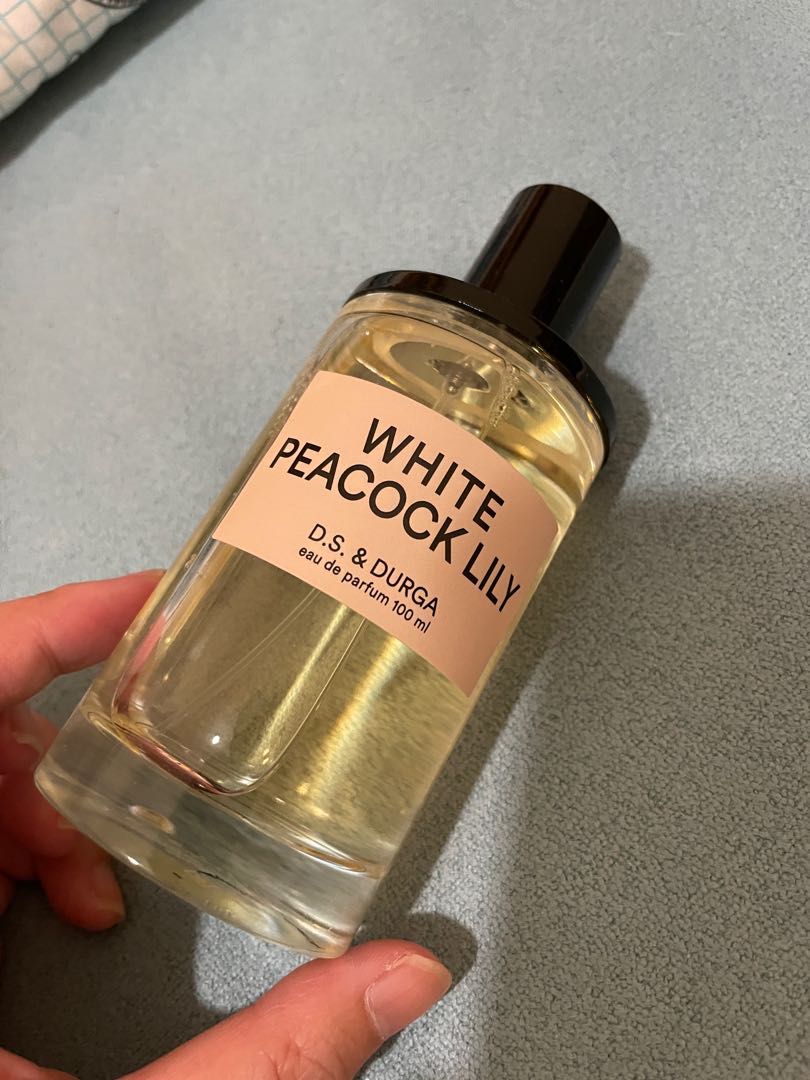 WHITE
PEACOCK LILY
D.S. & DURGA
eau de parfum 100 ml